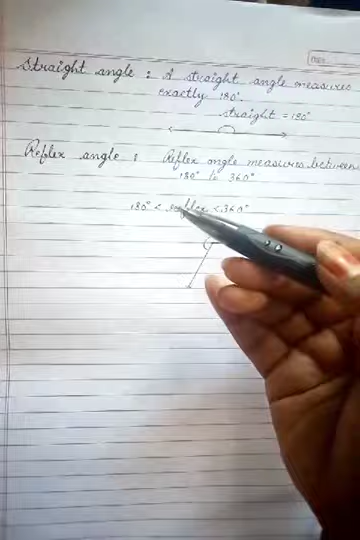 Straight angle : A straight angle measures
exactly 180°.
straight = 180°
Reflex angle : Reflex angle measures between
180° to 360°
180° < reflex < 360°